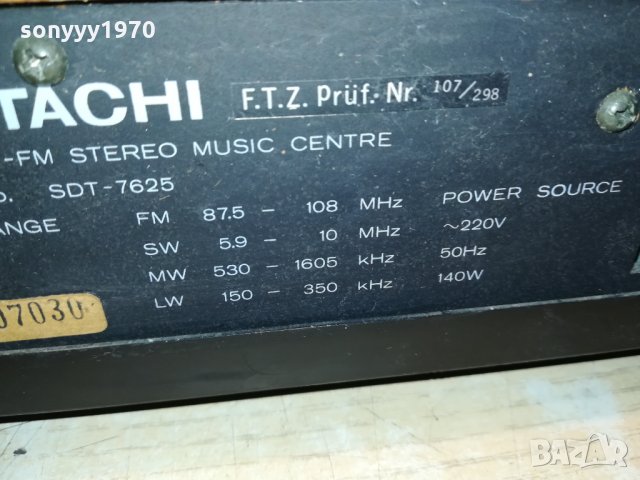 sonyyy1970
TACHI F.T.Z. Prüf.-Nr. 107/298
-FM STEREO MUSIC CENTRE
O. SDT-7625
ANGE FM 87.5 – 108 MHz POWER SOURCE
SW 5.9 – 10 MHz ~220V
MW 530 – 1605 kHz 50Hz
LW 150 – 350 kHz 140W
07030
BAZAR